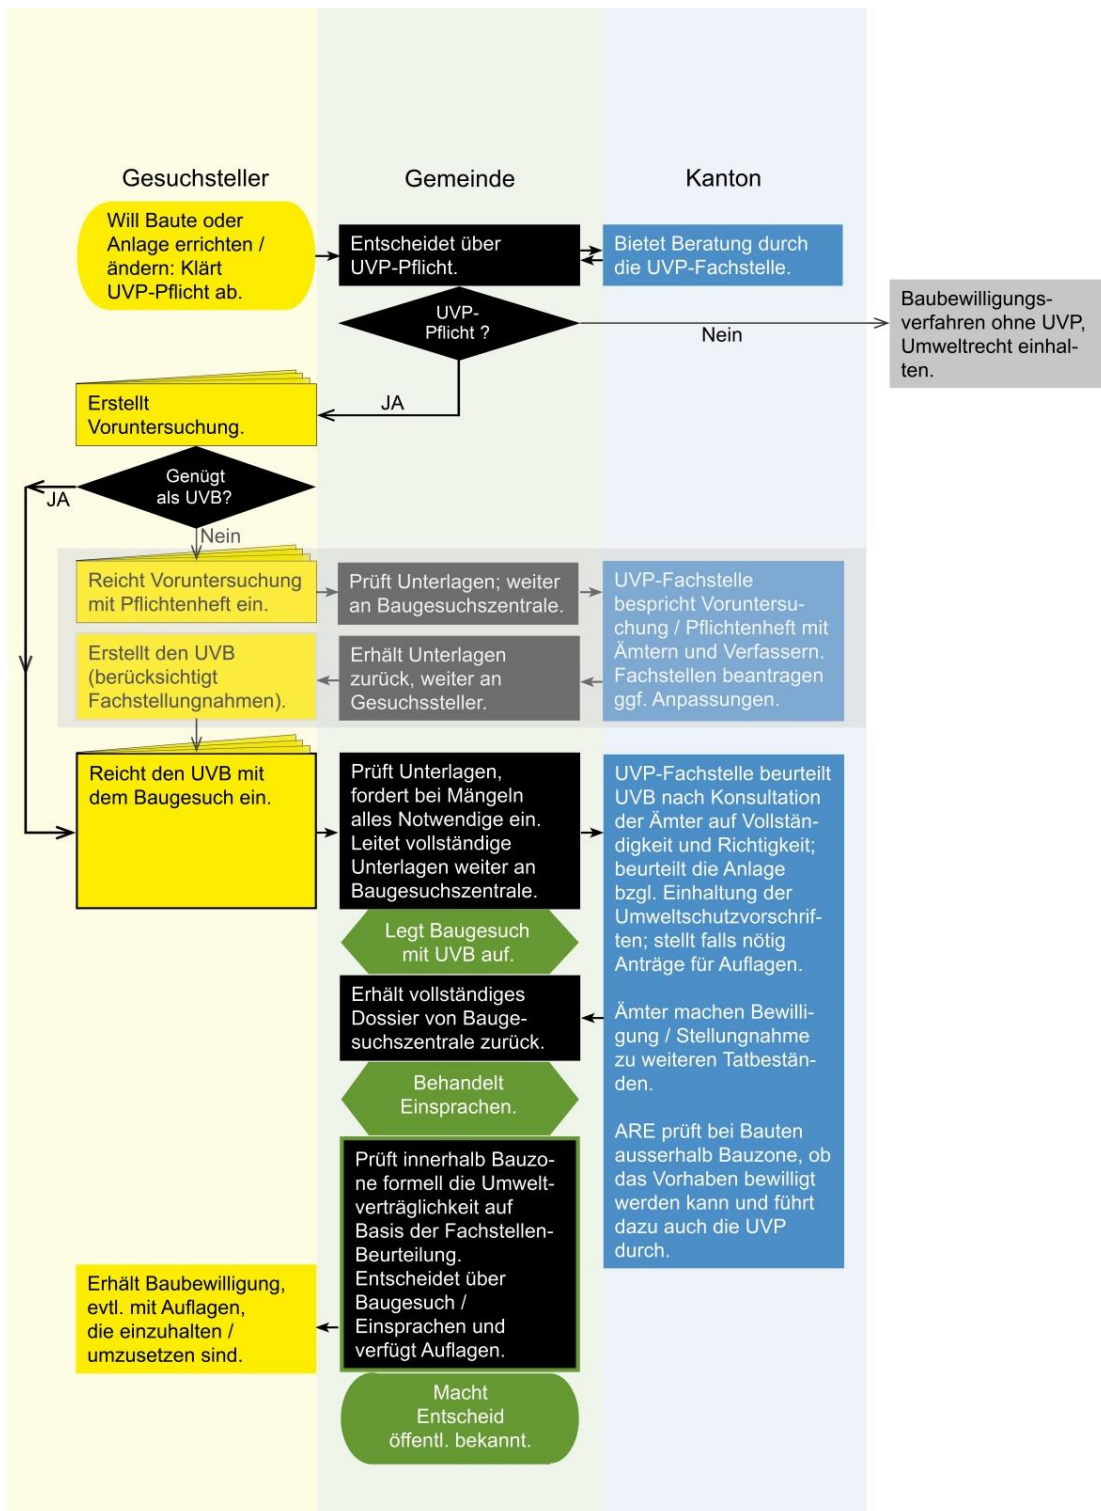 Gesuchsteller
Gemeinde
Kanton
Will Baute oder
Anlage errichten /
ändern: Klärt
UVP-Pflicht ab.
Entscheidet über
UVP-Pflicht.
Bietet Beratung durch
die UVP-Fachstelle.
UVP-
Pflicht ?
Nein
Baubewilligungs-
verfahren ohne UVP,
Umweltrecht einhal-
ten.
JA
Erstellt
Voruntersuchung.
Genügt
als UVB?
JA
Nein
Reicht Voruntersuchung
mit Pflichtenheft ein.
Prüft Unterlagen; weiter
an Baugesuchszentrale.
UVP-Fachstelle
bespricht Voruntersu-
chung / Pflichtenheft mit
Ämtern und Verfassern.
Fachstellen beantragen
ggf. Anpassungen.
Erhält Unterlagen
zurück, weiter an
Gesuchssteller.
Erstellt den UVB
(berücksichtigt
Fachstellungnahmen).
Reicht den UVB mit
dem Baugesuch ein.
Prüft Unterlagen,
fordert bei Mängeln
alles Notwendige ein.
Leitet vollständige
Unterlagen weiter an
Baugesuchszentrale.
UVP-Fachstelle beurteilt
UVB nach Konsultation
der Ämter auf Vollstän-
digkeit und Richtigkeit;
beurteilt die Anlage
bzgl. Einhaltung der
Umweltschutzvorschrif-
ten; stellt falls nötig
Anträge für Auflagen.
Ämter machen Bewilli-
gung / Stellungnahme
zu weiteren Tatbestän-
den.
ARE prüft bei Bauten
ausserhalb Bauzone, ob
das Vorhaben bewilligt
werden kann und führt
dazu auch die UVP
durch.
Legt Baugesuch
mit UVB auf.
Erhält vollständiges
Dossier von Bauge-
suchszentrale zurück.
Behandelt
Einsprachen.
Prüft innerhalb Bauzo-
ne formell die Umwelt-
verträglichkeit auf
Basis der Fachstellen-
Beurteilung.
Entscheidet über
Baugesuch /
Einsprachen und
verfügt Auflagen.
Erhält Baubewilligung,
evtl. mit Auflagen,
die einzuhalten /
umzusetzen sind.
Macht
Entscheid
öffentl. bekannt.